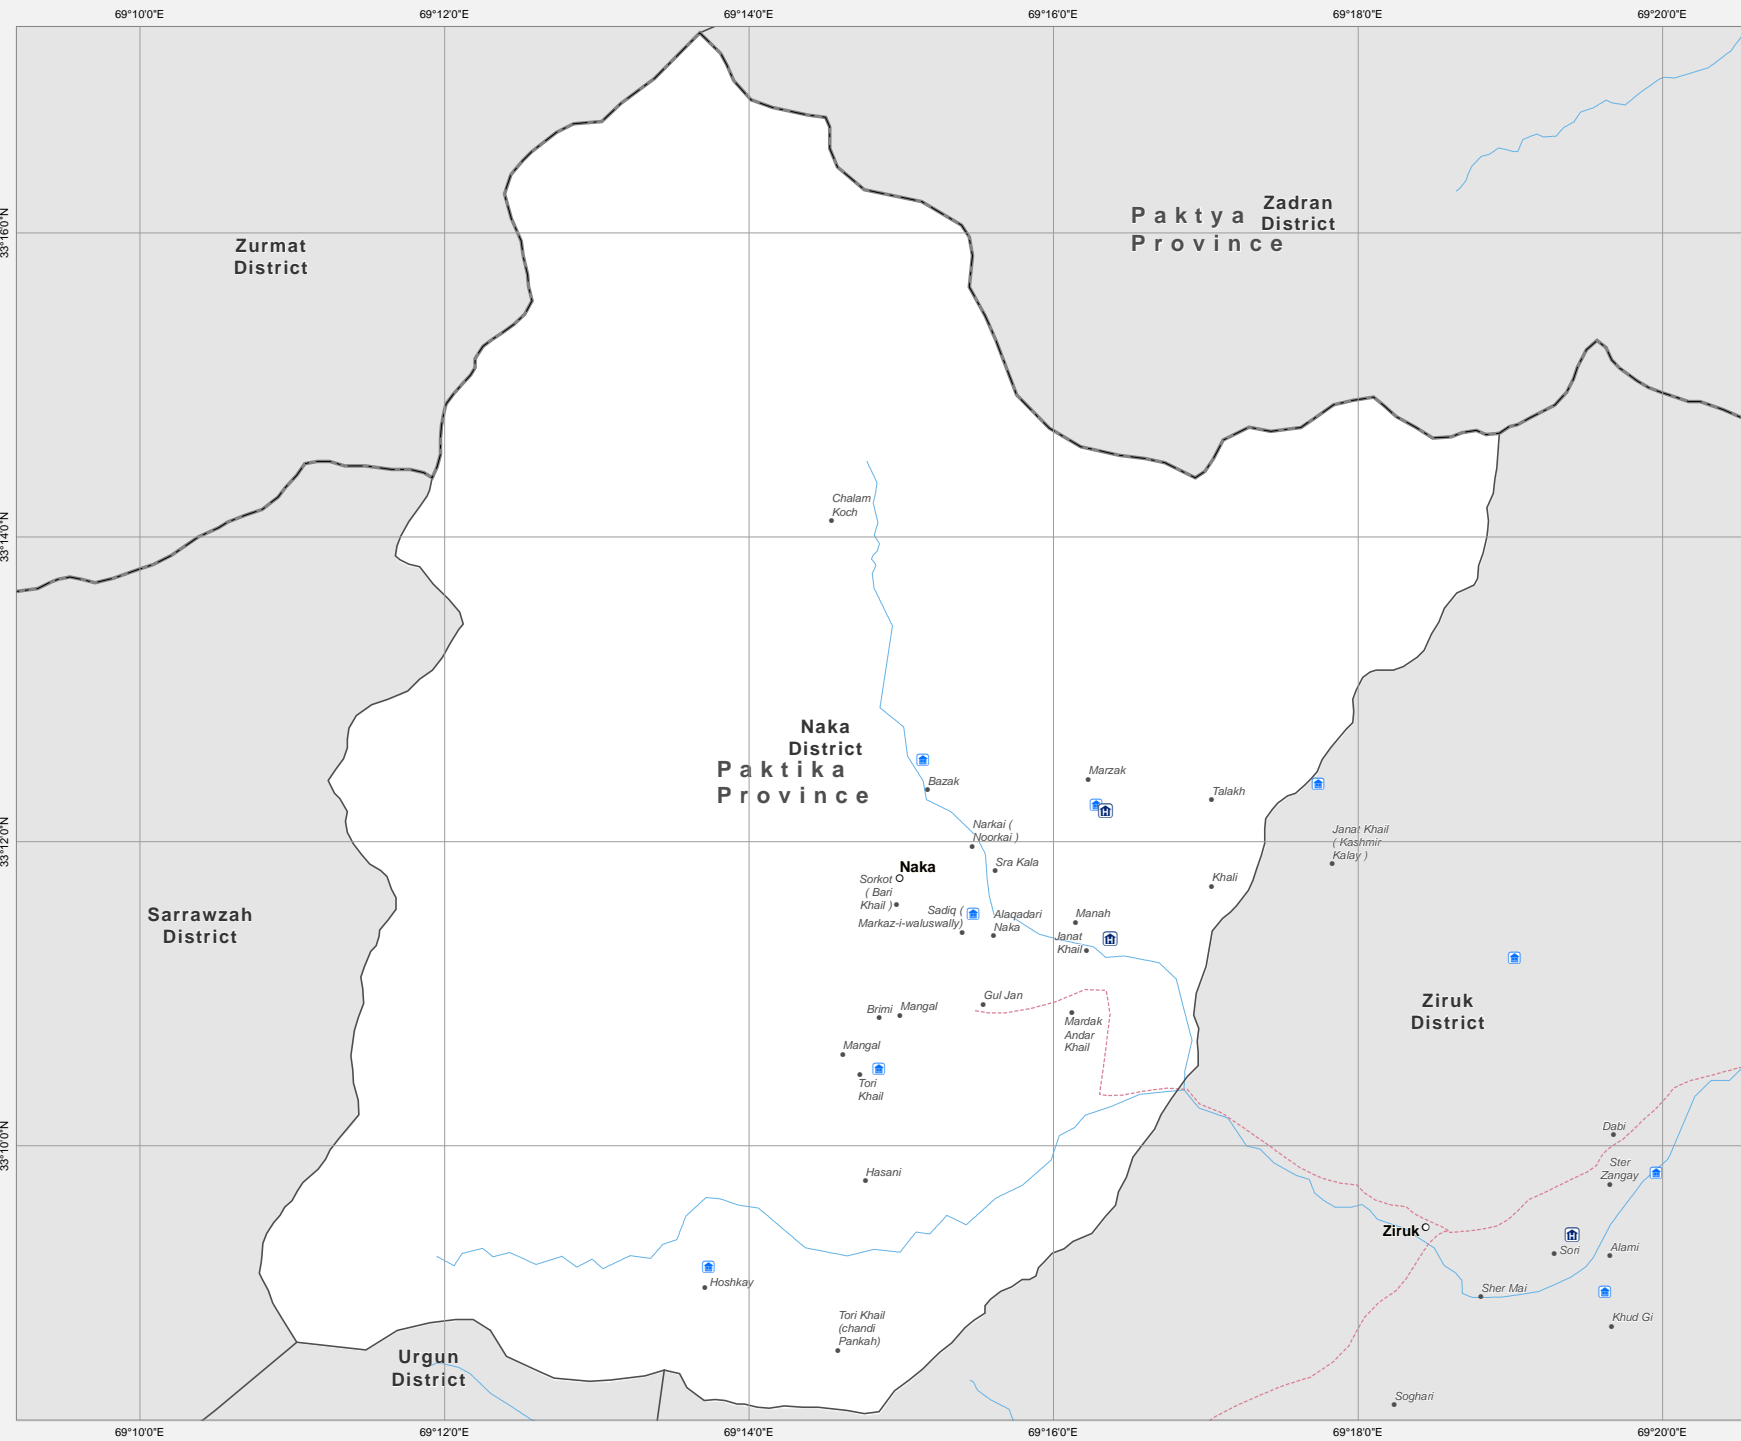 69°10'0"E
69°12'0"E
69°14'0"E
69°16'0"E
69°18'0"E
69°20'0"E
33°16'0"N
33°14'0"N
33°12'0"N
33°10'0"N
Zurmat
District
Paktya
Province
Zadran
District
Chalam
Koch
Naka
District
Paktika
Province
Bazak
Marzak
Talakh
Narkai (
Noorkai )
Janat Khail
( Kashmir
Kalay )
Naka
Sra Kala
Sorkot
( Bari
Khail )
Khali
Sadiq (
Markaz-i-waluswally)
Alaqadari
Naka
Manah
Janat
Khail
Sarrawzah
District
Gul Jan
Brimi
Mangal
Mardak
Andar
Khail
Ziruk
District
Mangal
Tori
Khail
Dabi
Ster
Zangay
Hasani
Ziruk
Sori
Alami
Hoshkay
Sher Mai
Khud Gi
Tori Khail
(chandi
Pankah)
Urgun
District
Soghari
69°10'0"E
69°12'0"E
69°14'0"E
69°16'0"E
69°18'0"E
69°20'0"E